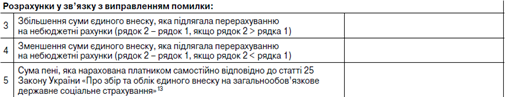 Розрахунки у зв'язку з виправленням помилки:
3 Збільшення суми єдиного внеску, яка підлягала перерахуванню
на небюджетні рахунки (рядок 2 – рядок 1, якщо рядок 2 > рядка 1)
4 Зменшення суми єдиного внеску, яка підлягала перерахуванню
на небюджетні рахунки (рядок 2 – рядок 1, якщо рядок 2 < рядка 1)
5 Сума пені, яка нарахована платником самостійно відповідно до статті 25
Закону України «Про збір та облік єдиного внеску на загальнообов'язкове
державне соціальне страхування»¹³